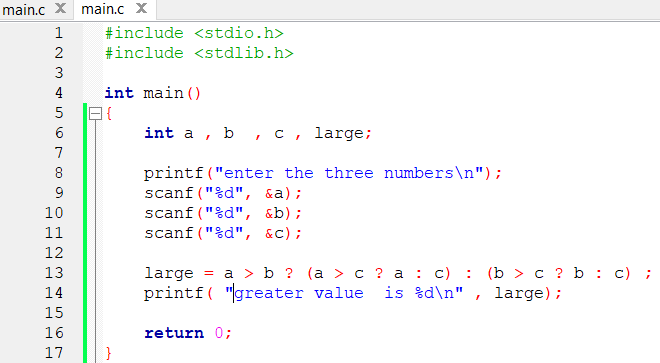 main.c X main.c X
1 #include <stdio.h>
2 #include <stdlib.h>
3
4 int main()
5 {
6 int a , b  , c , large;
7
8 printf("enter the three numbers\n");
9 scanf("%d", &a);
10 scanf("%d", &b);
11 scanf("%d", &c);
12
13 large = a > b ? (a > c ? a : c) : (b > c ? b : c) ;
14 printf( "greater value  is %d\n" , large);
15
16 return 0;
17 }